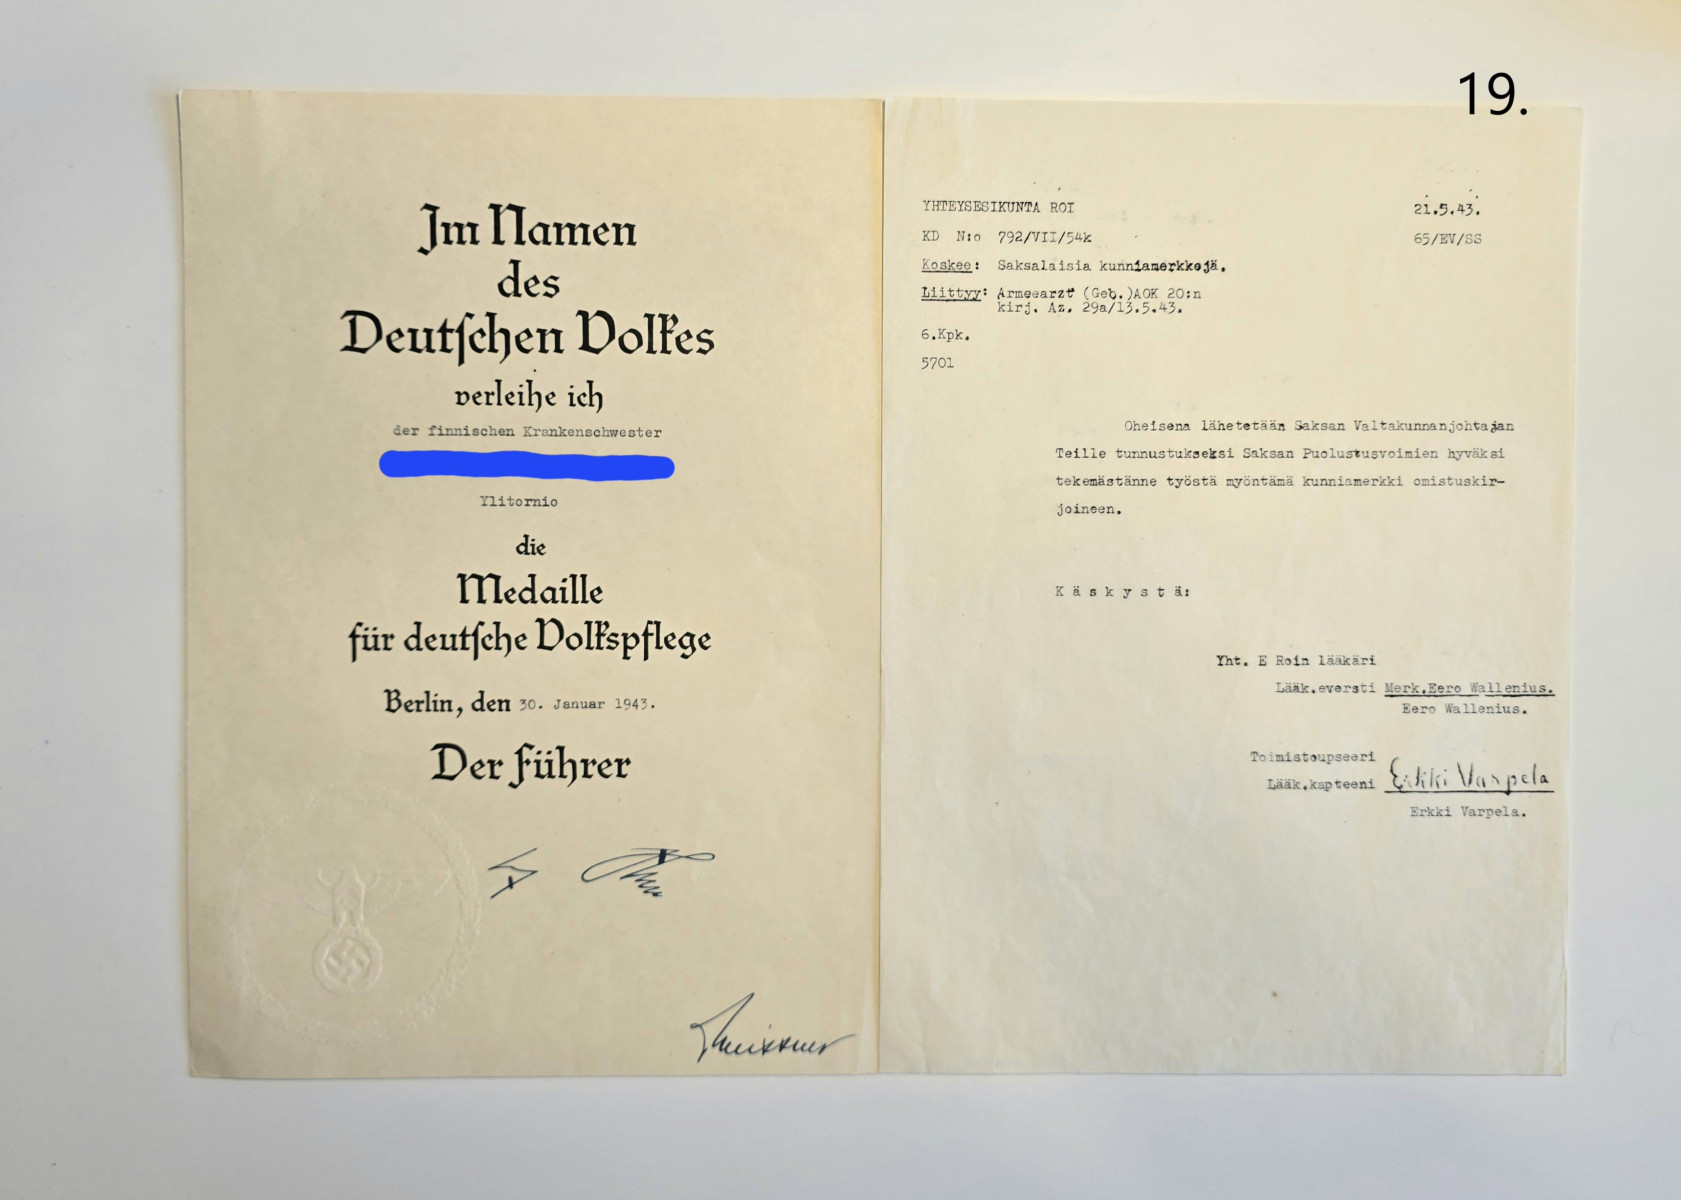 19.
Im Namen
des
Deutſchen Volkes
verleihe ich
der finnischen Krankenschwester
Ylitornio
die
Medaille
für deutſche Volkspflege
Berlin, den 30. Januar 1943.
Der Führer
YHTEYSESIKUNTA ROI 21.5.43.
KD N:o 792/VII/54k 65/EV/SS
Koskee: Saksalaisia kunniamerkkejä.
Liittyy: Armeearzt (Geb.)AOK 20:n
kirj. Az. 29a/13.5.43.
6.Kpk.
5701
Oheisena lähetetään Saksan Valtakunnanjohtajan
Teille tunnustukseksi Saksan Puolustusvoimien hyväksi
tekemästänne työstä myöntämä kunniamerkki omistuskir-
joineen.
Käskystä:
Yht. E Roin lääkäri
Lääk.eversti Merk.Eero Wallenius.
Eero Wallenius.
Toimistoupseeri
Lääk.kapteeni Erkki Varpela
Erkki Varpela.